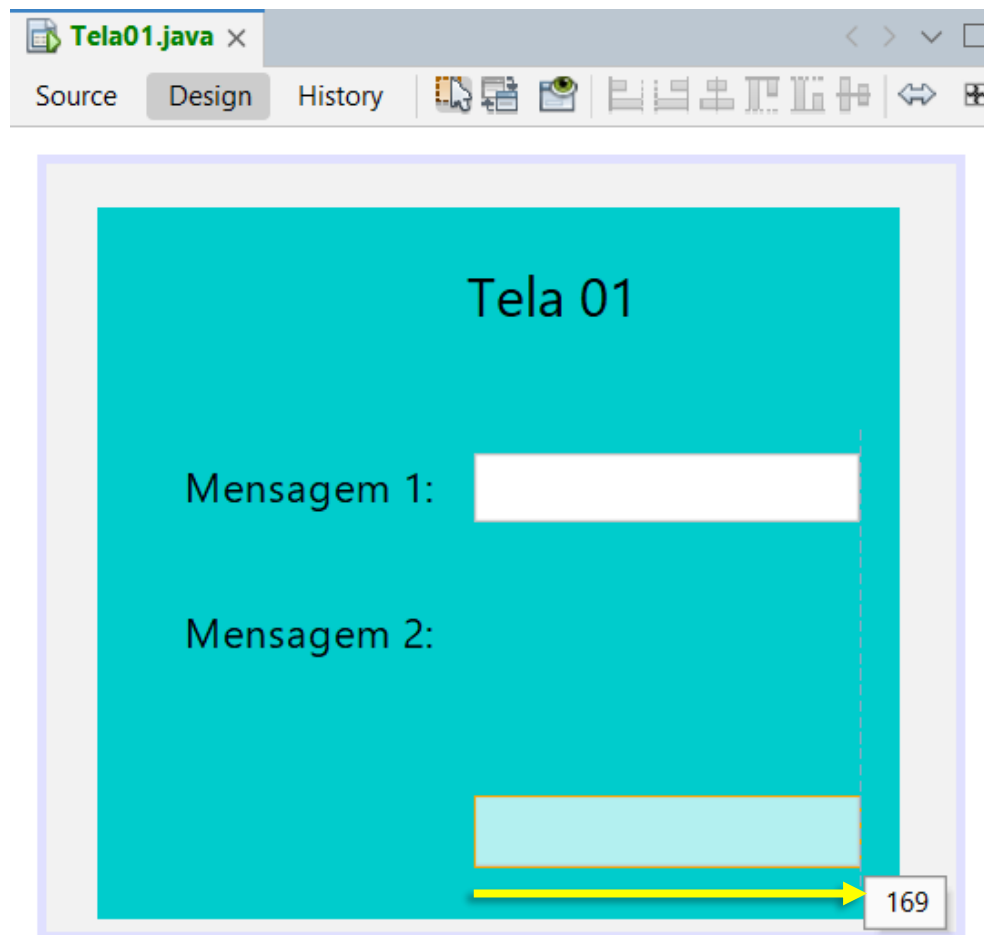 Tela01.java
Source Design History
Tela 01
Mensagem 1:
Mensagem 2:
169